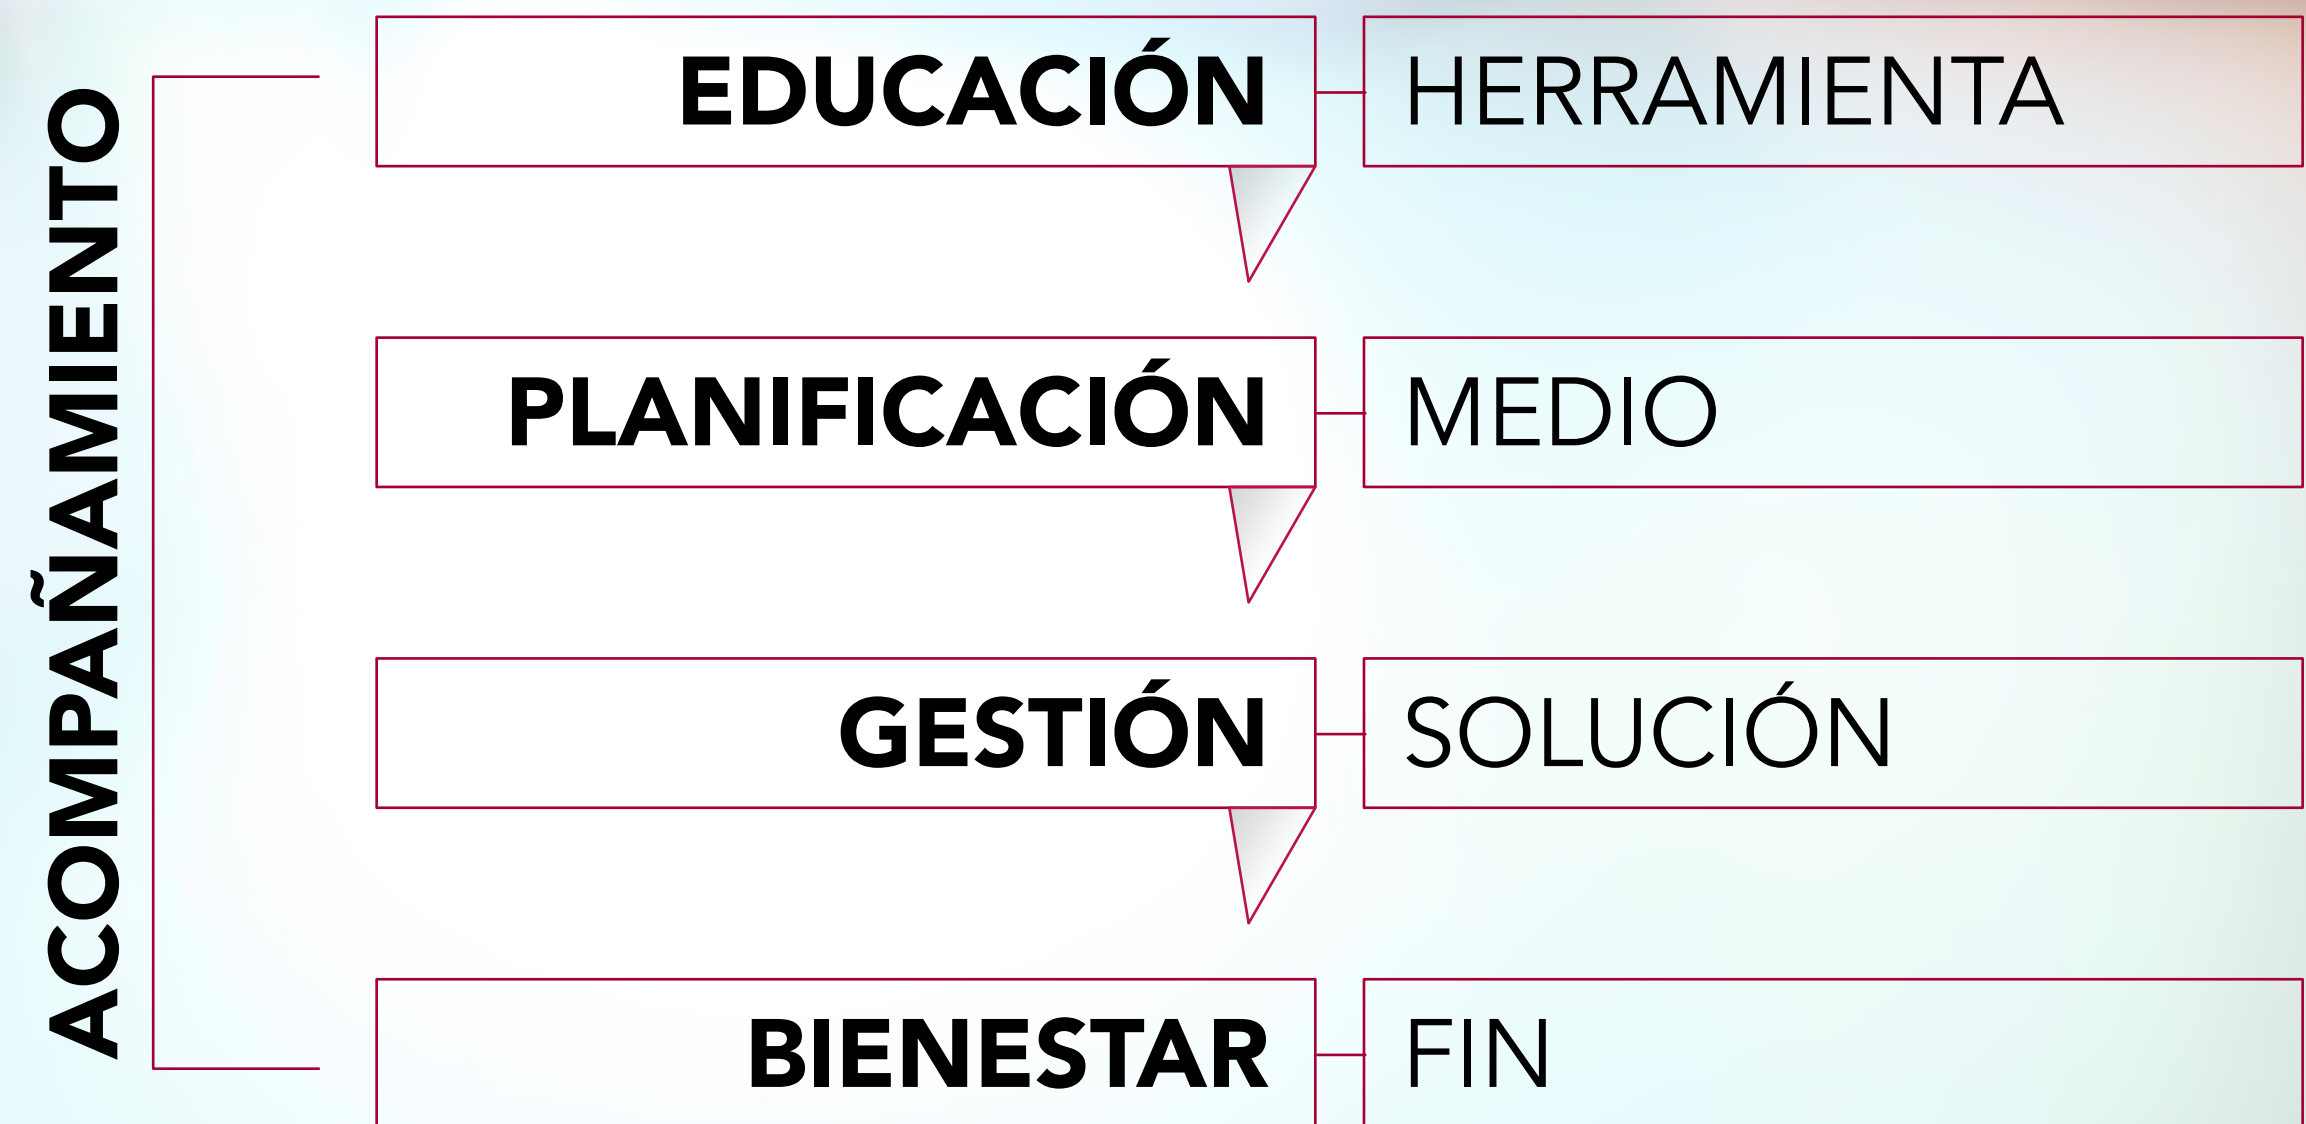 ACOMPAÑAMIENTO
EDUCACIÓN HERRAMIENTA
PLANIFICACIÓN MEDIO
GESTIÓN SOLUCIÓN
BIENESTAR FIN